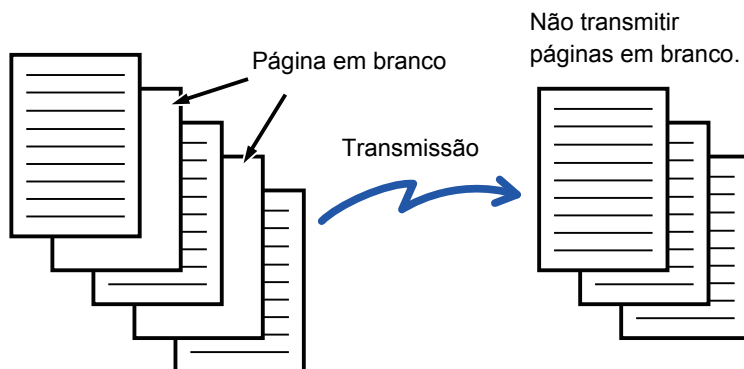 Não transmitir
páginas em branco.
Página em branco
Transmissão